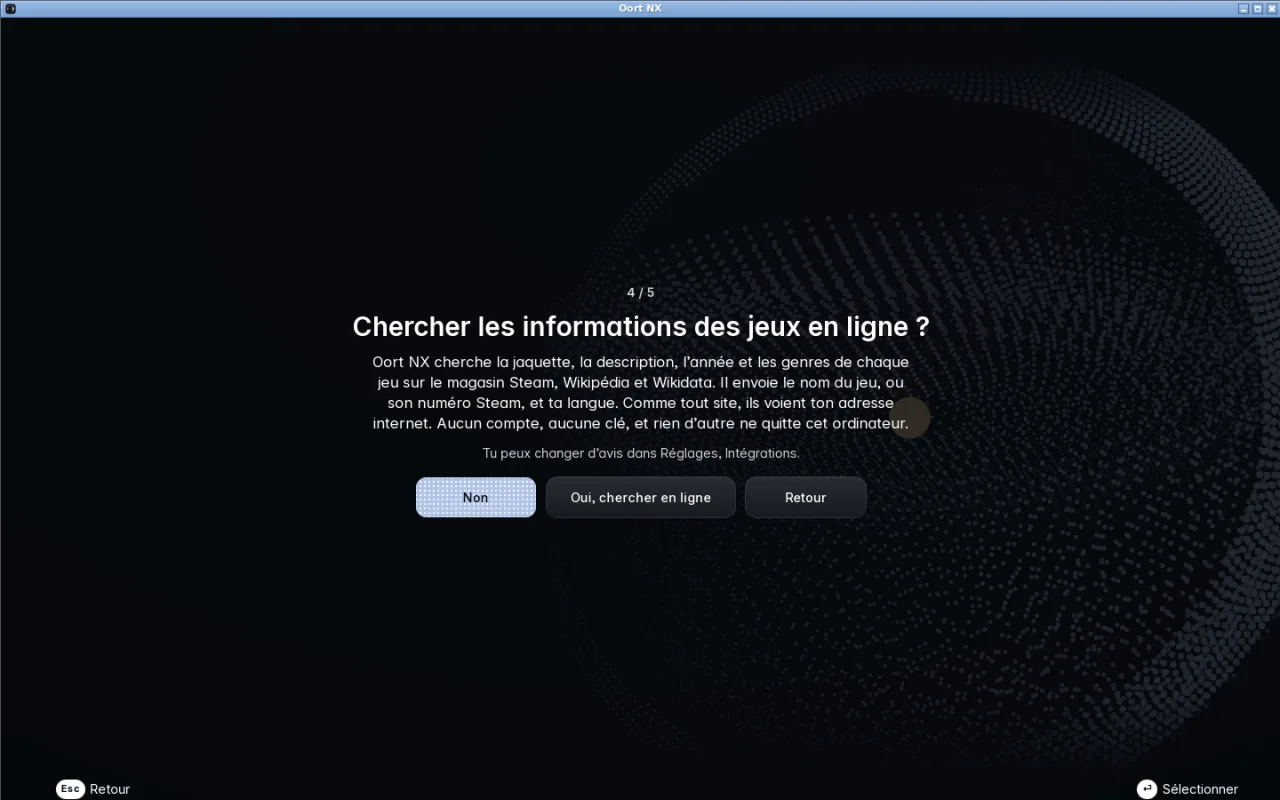 Oort NX
4 / 5
Chercher les informations des jeux en ligne ?
Oort NX cherche la jaquette, la description, l’année et les genres de chaque
jeu sur le magasin Steam, Wikipédia et Wikidata. Il envoie le nom du jeu, ou
son numéro Steam, et ta langue. Comme tout site, ils voient ton adresse
internet. Aucun compte, aucune clé, et rien d’autre ne quitte cet ordinateur.
Tu peux changer d’avis dans Réglages, Intégrations.
Non
Oui, chercher en ligne
Retour
Esc Retour
⏎ Sélectionner